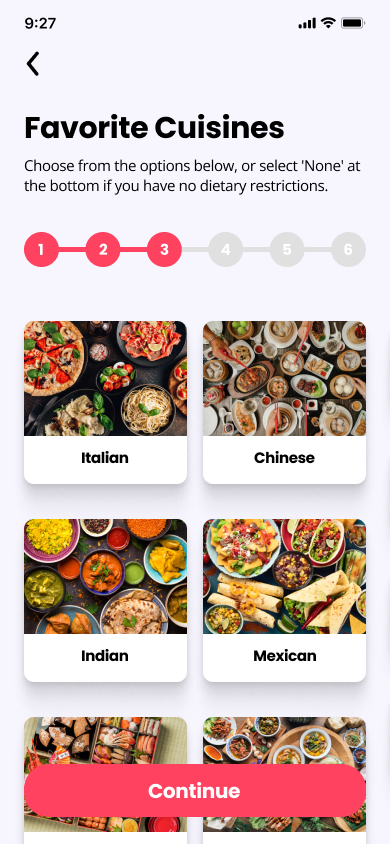 9:27
Favorite Cuisines
Choose from the options below, or select 'None' at
the bottom if you have no dietary restrictions.
1 2 3 4 5 6
Italian Chinese
Indian Mexican
Continue